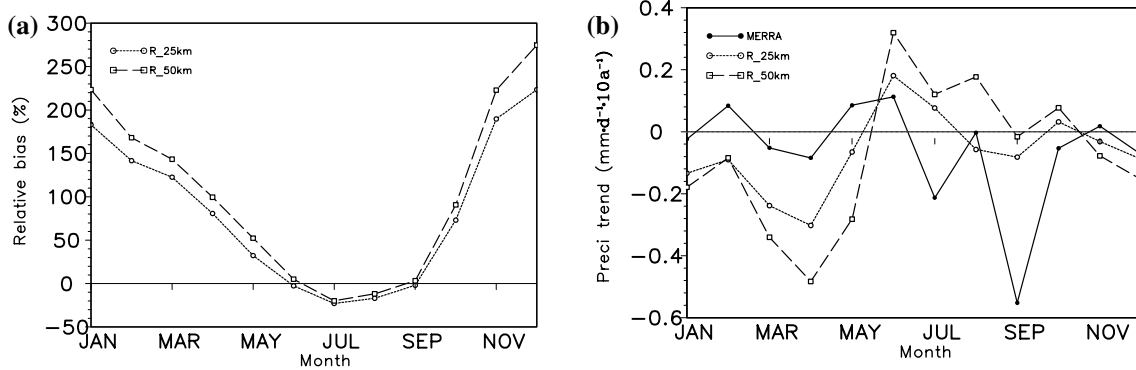 (a)
300
250
200
150
100
50
0
−50
Relative bias (%)
R_25km
R_50km
JAN MAR MAY JUL SEP NOV
Month
(b)
0.4
0.2
0
−0.2
−0.4
−0.6
Preci trend (mm·d⁻¹·10a⁻¹)
MERRA
R_25km
R_50km
JAN MAR MAY JUL SEP NOV
Month